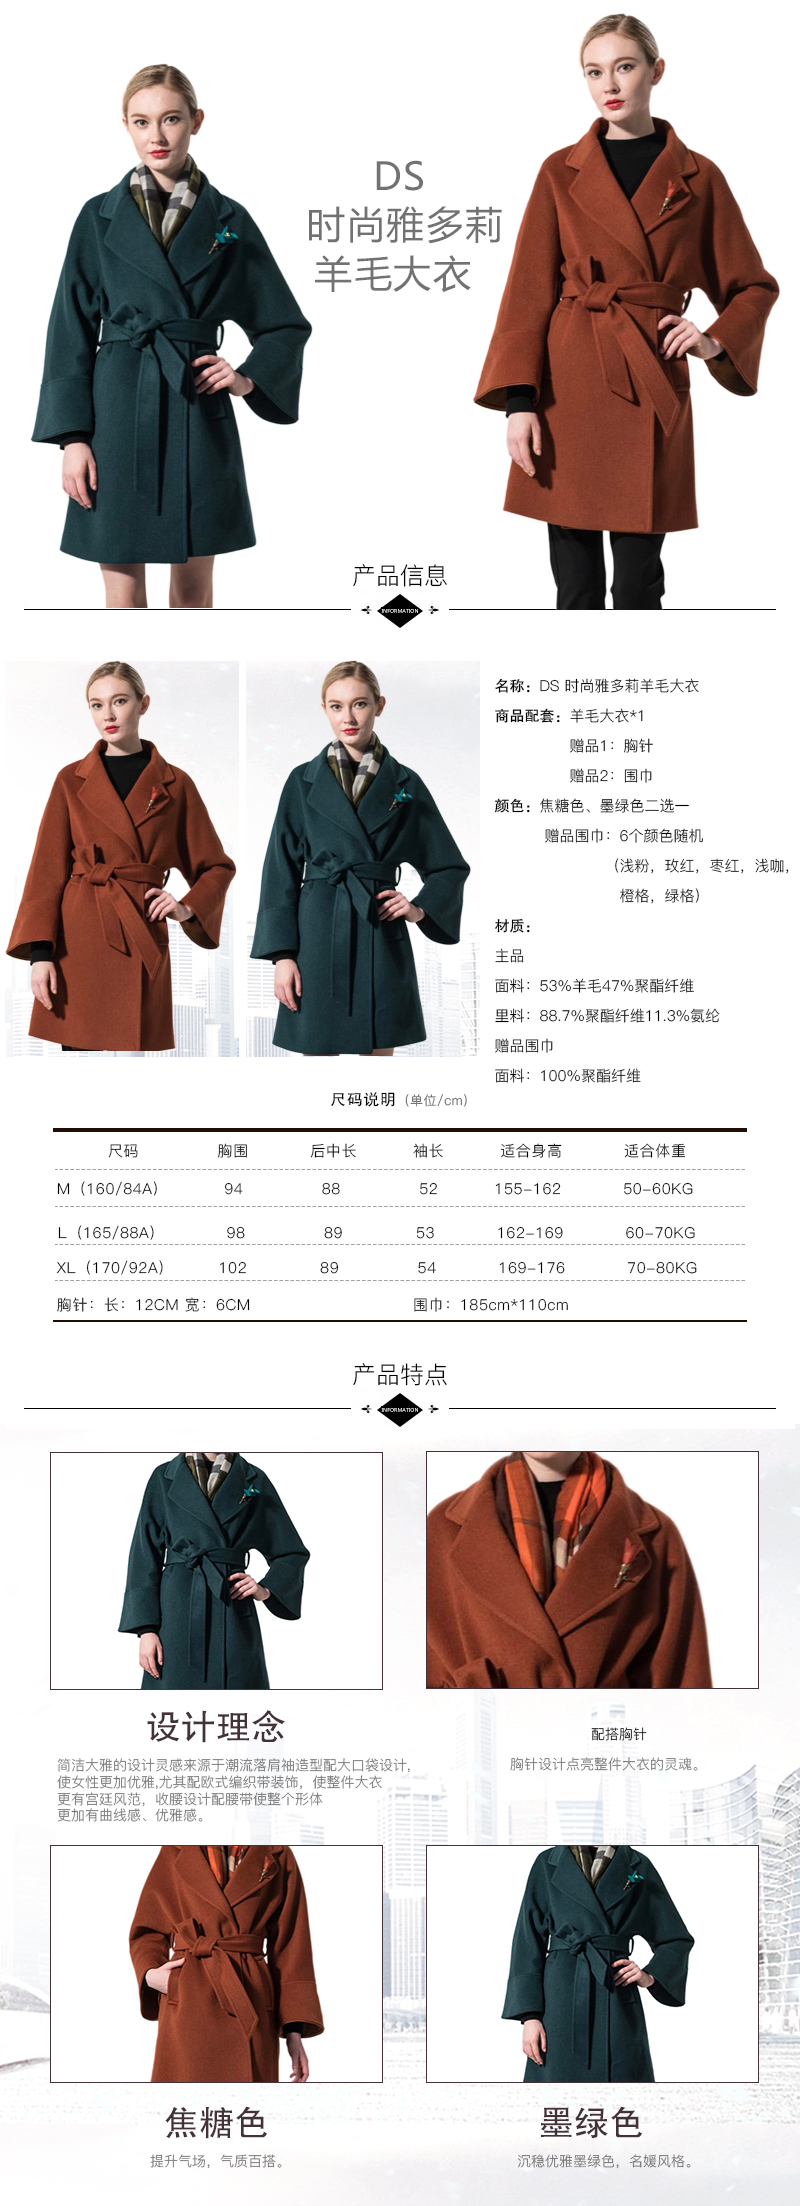 DS
时尚雅多莉
羊毛大衣
产品信息
INFORMATION
名称：DS 时尚雅多莉羊毛大衣
商品配套：羊毛大衣*1
赠品1：胸针
赠品2：围巾
颜色：焦糖色、墨绿色二选一
赠品围巾：6个颜色随机
（浅粉，玫红，枣红，浅咖，
橙格，绿格）
材质：
主品
面料：53%羊毛47%聚酯纤维
里料：88.7%聚酯纤维11.3%氨纶
赠品围巾
面料：100%聚酯纤维
尺码说明（单位/cm）
尺码 胸围 后中长 袖长 适合身高 适合体重
M（160/84A） 94 88 52 155-162 50-60KG
L（165/88A） 98 89 53 162-169 60-70KG
XL（170/92A） 102 89 54 169-176 70-80KG
胸针：长：12CM 宽：6CM 围巾：185cm*110cm
产品特点
INFORMATION
设计理念
简洁大雅的设计灵感来源于潮流落肩袖造型配大口袋设计，
使女性更加优雅,尤其配欧式编织带装饰，使整件大衣
更有宫廷风范，收腰设计配腰带使整个形体
更加有曲线感、优雅感。
配搭胸针
胸针设计点亮整件大衣的灵魂。
焦糖色
提升气场，气质百搭。
墨绿色
沉稳优雅墨绿色，名媛风格。